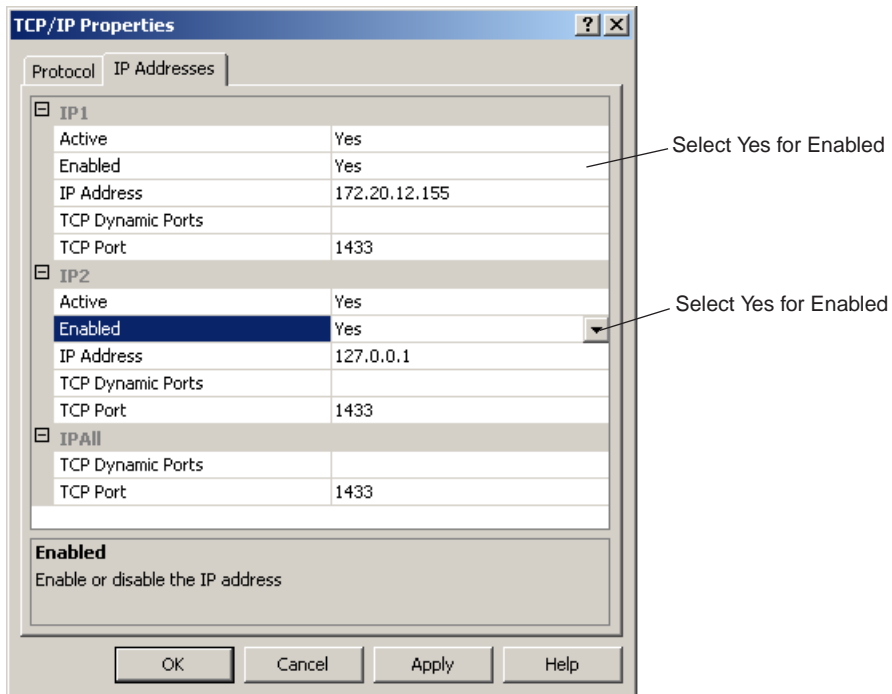 TCP/IP Properties
Protocol IP Addresses
IP1
Active Yes
Enabled Yes
Select Yes for Enabled
IP Address 172.20.12.155
TCP Dynamic Ports
TCP Port 1433
IP2
Active Yes
Enabled Yes
Select Yes for Enabled
IP Address 127.0.0.1
TCP Dynamic Ports
TCP Port 1433
IPAll
TCP Dynamic Ports
TCP Port 1433
Enabled
Enable or disable the IP address
OK Cancel Apply Help